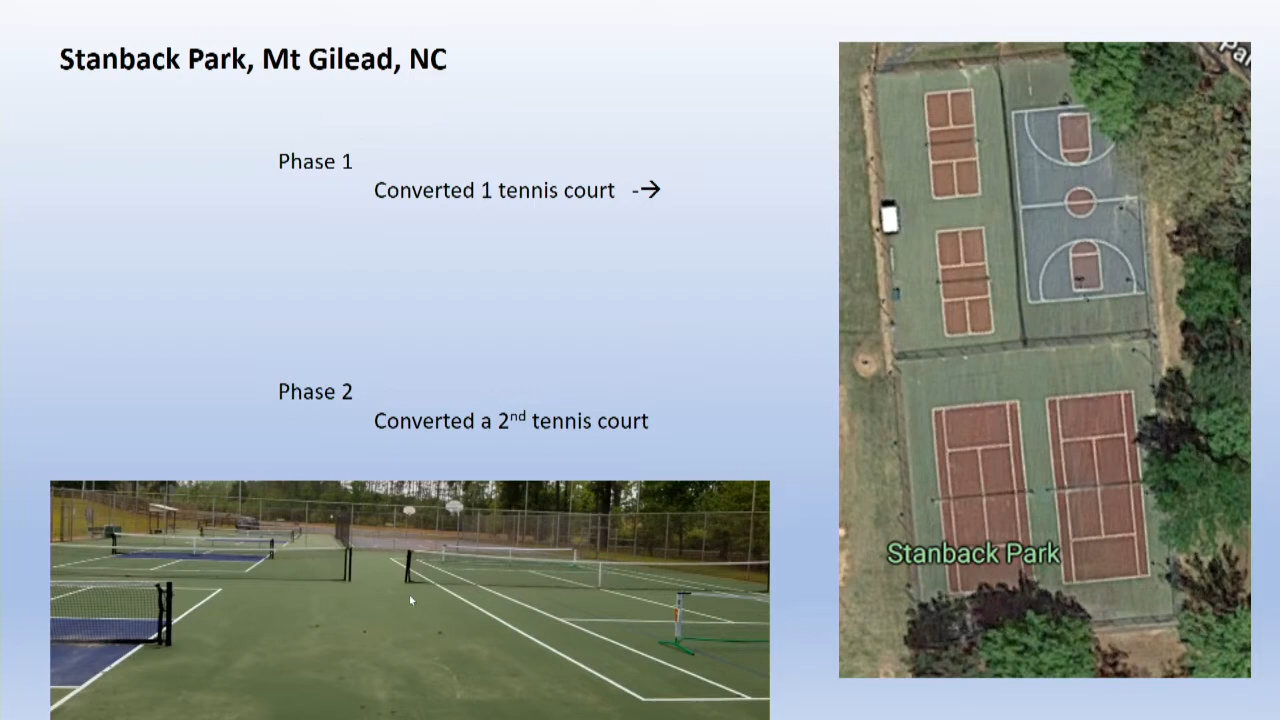 Stanback Park, Mt Gilead, NC
Phase 1
Converted 1 tennis court -→
Phase 2
Converted a 2nd tennis court
Stanback Park